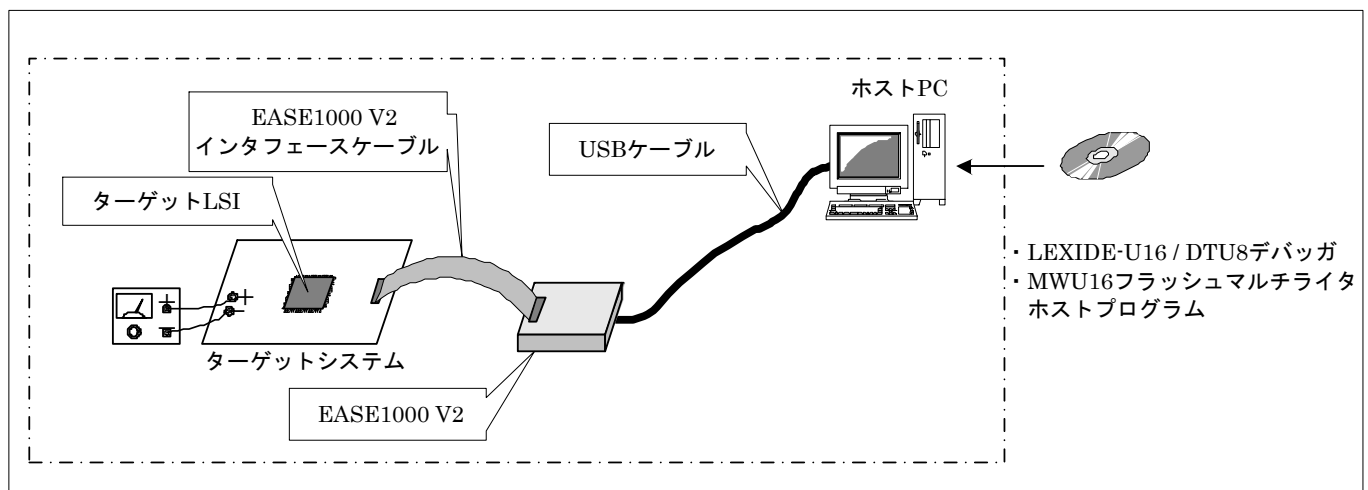 ホストPC
EASE1000 V2
インタフェースケーブル
USBケーブル
ターゲットLSI
・LEXIDE-U16 / DTU8デバッガ
・MWU16フラッシュマルチライタ
ホストプログラム
ターゲットシステム
EASE1000 V2